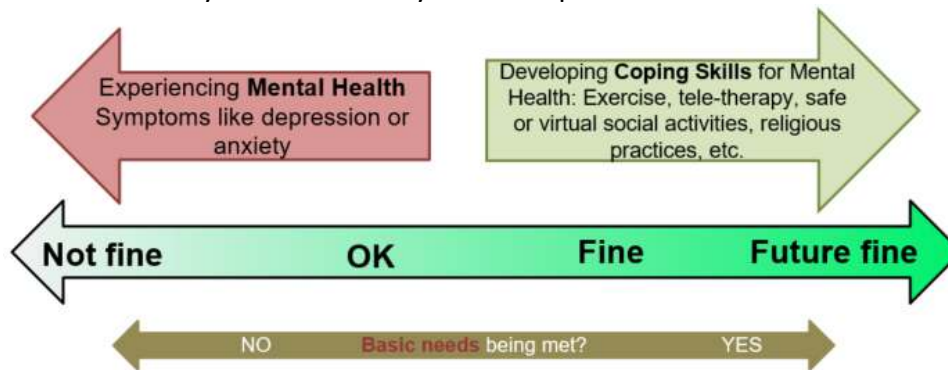 Experiencing Mental Health
Symptoms like depression or
anxiety
Developing Coping Skills for Mental
Health: Exercise, tele-therapy, safe
or virtual social activities, religious
practices, etc.
Not fine OK Fine Future fine
NO Basic needs being met? YES